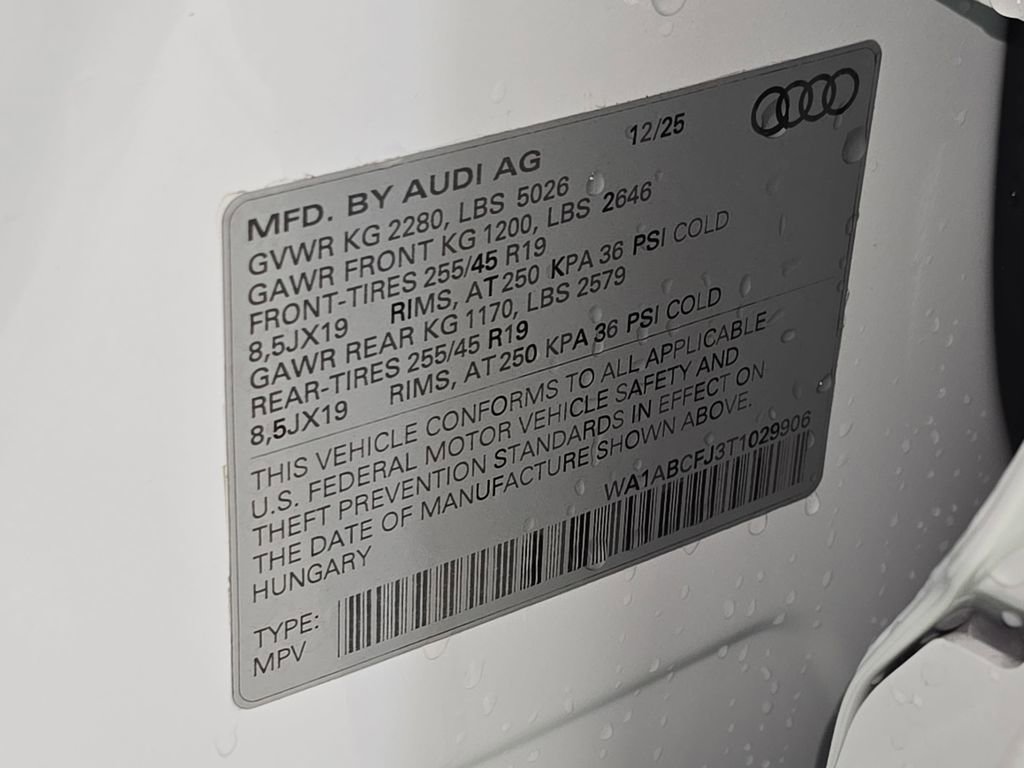 12/25
MFD. BY AUDI AG
GVWR KG 2280, LBS 5026
GAWR FRONT KG 1200, LBS 2646
FRONT-TIRES 255/45 R19
8,5JX19 RIMS, AT 250 KPA 36 PSI COLD
GAWR REAR KG 1170, LBS 2579
REAR-TIRES 255/45 R19
8,5JX19 RIMS, AT 250 KPA 36 PSI COLD
THIS VEHICLE CONFORMS TO ALL APPLICABLE
U.S. FEDERAL MOTOR VEHICLE SAFETY AND
THEFT PREVENTION STANDARDS IN EFFECT ON
THE DATE OF MANUFACTURE SHOWN ABOVE.
HUNGARY
WA1ABCFJ3T1029906
TYPE:
MPV